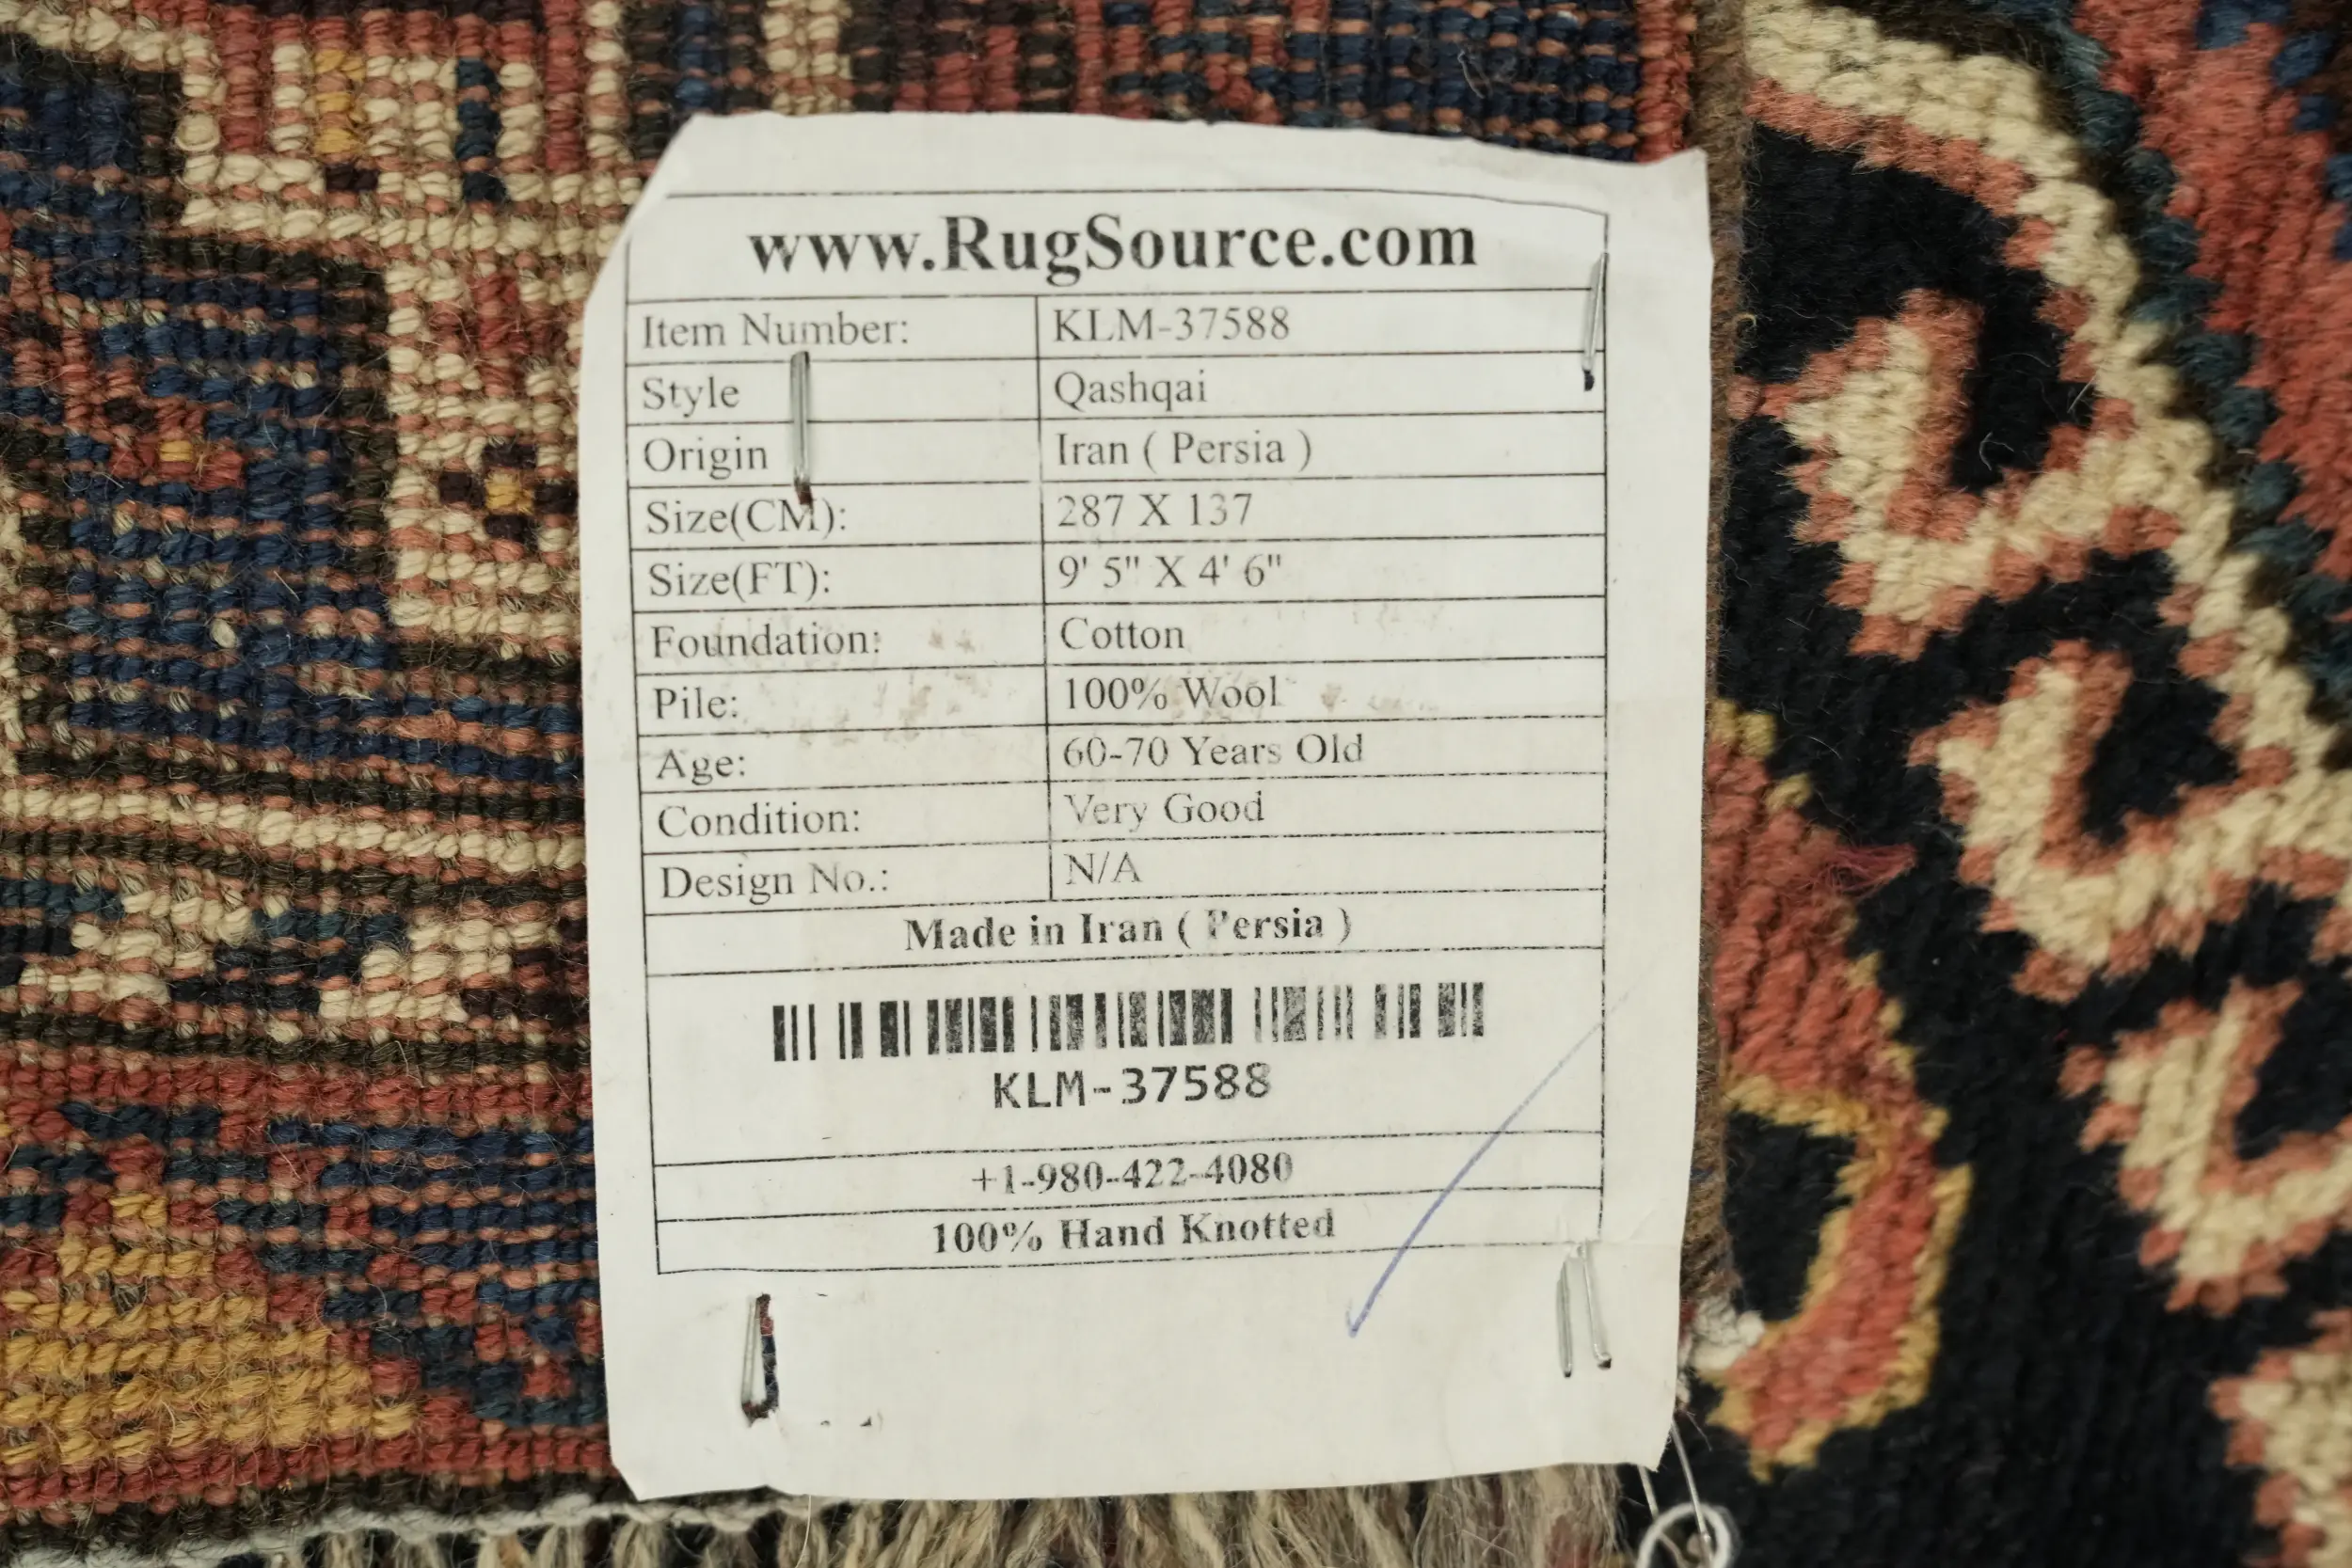 www.RugSource.com
Item Number: KLM-37588
Style Qashqai
Origin Iran ( Persia )
Size(CM): 287 X 137
Size(FT): 9' 5" X 4' 6"
Foundation: Cotton
Pile: 100% Wool
Age: 60-70 Years Old
Condition: Very Good
Design No.: N/A
Made in Iran ( Persia )
KLM-37588
+1-980-422-4080
100% Hand Knotted